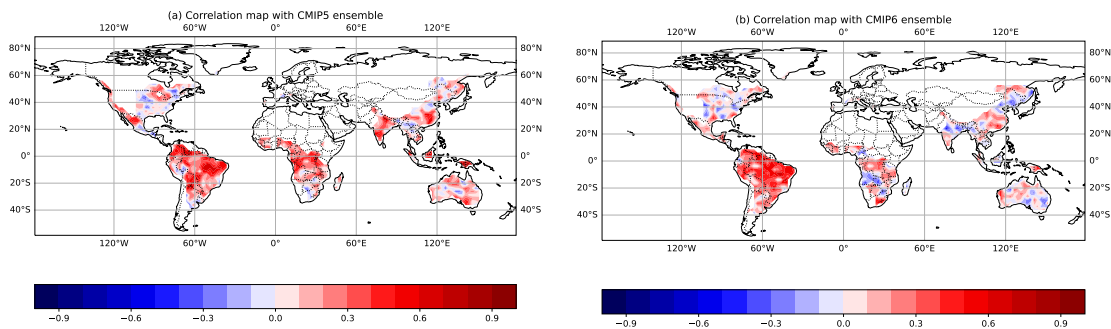 (a) Correlation map with CMIP5 ensemble
120°W 60°W 0° 60°E 120°E
80°N 80°N
60°N 60°N
40°N 40°N
20°N 20°N
0° 0°
20°S 20°S
40°S 40°S
120°W 60°W 0° 60°E 120°E
−0.9 −0.6 −0.3 0.0 0.3 0.6 0.9
(b) Correlation map with CMIP6 ensemble
120°W 60°W 0° 60°E 120°E
80°N 80°N
60°N 60°N
40°N 40°N
20°N 20°N
0° 0°
20°S 20°S
40°S 40°S
120°W 60°W 0° 60°E 120°E
−0.9 −0.6 −0.3 0.0 0.3 0.6 0.9